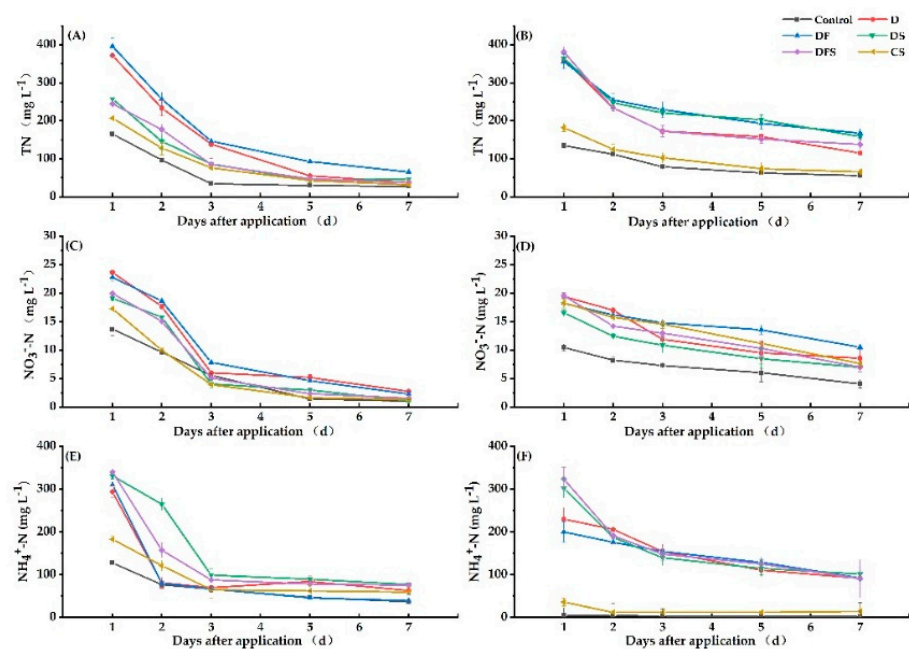 (A)
TN （mg L-1）
400
300
200
100
0
1 2 3 4 5 6 7
Days after application （d）
(B)
Control D
DF DS
DFS CS
TN （mg L-1）
400
300
200
100
0
1 2 3 4 5 6 7
Days after application （d）
(C)
NO3--N （mg L-1）
30
25
20
15
10
5
0
1 2 3 4 5 6 7
Days after application （d）
(D)
NO3--N (mg L-1)
30
25
20
15
10
5
0
1 2 3 4 5 6 7
Days after application （d）
(E)
NH4+-N (mg L-1)
400
300
200
100
0
1 2 3 4 5 6 7
Days after application （d）
(F)
NH4+-N (mg L-1)
400
300
200
100
0
1 2 3 4 5 6 7
Days after application （d）